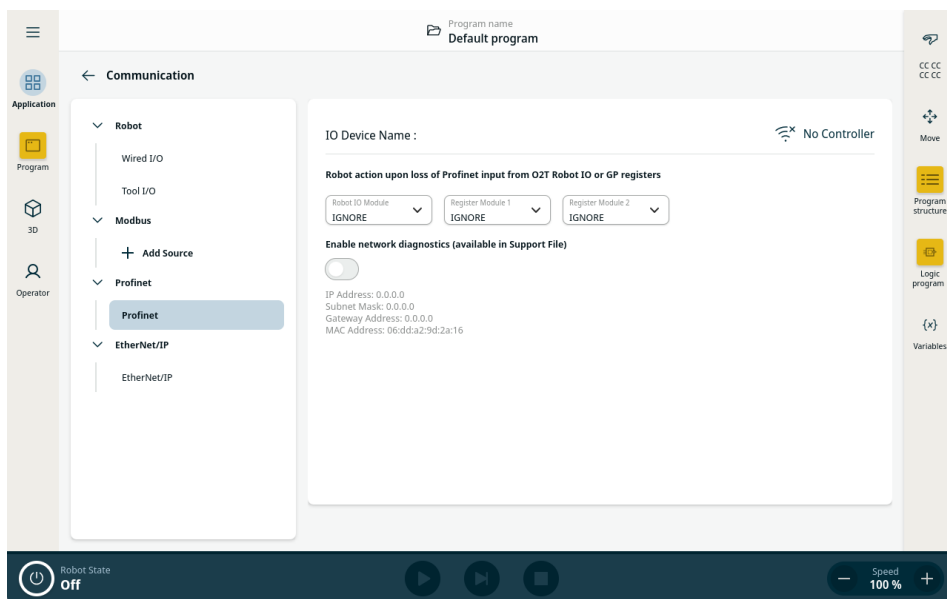 Program name
Default program
Communication
CC CC
CC CC
Application
Program
3D
Operator
Robot
Wired I/O
Tool I/O
Modbus
Add Source
Profinet
Profinet
EtherNet/IP
EtherNet/IP
IO Device Name :
No Controller
Robot action upon loss of Profinet input from O2T Robot IO or GP registers
Robot IO Module
IGNORE
Register Module 1
IGNORE
Register Module 2
IGNORE
Enable network diagnostics (available in Support File)
IP Address: 0.0.0.0
Subnet Mask: 0.0.0.0
Gateway Address: 0.0.0.0
MAC Address: 06:dd:a2:9d:2a:16
Move
Program
structure
Logic
program
{x}
Variables
Robot State
Off
Speed
100 %